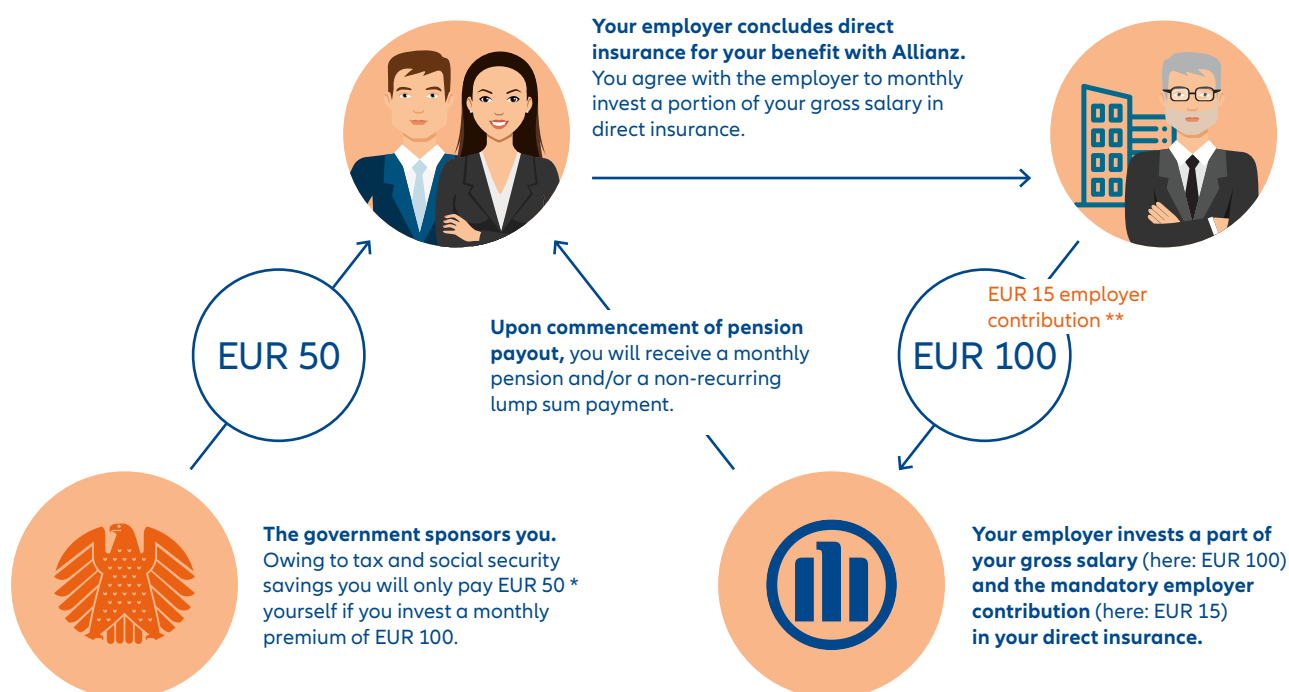 Your employer concludes direct
insurance for your benefit with Allianz.
You agree with the employer to monthly
invest a portion of your gross salary in
direct insurance.
EUR 15 employer
contribution **
EUR 50
Upon commencement of pension
payout, you will receive a monthly
pension and/or a non-recurring
lump sum payment.
EUR 100
The government sponsors you.
Owing to tax and social security
savings you will only pay EUR 50 *
yourself if you invest a monthly
premium of EUR 100.
Your employer invests a part of
your gross salary (here: EUR 100)
and the mandatory employer
contribution (here: EUR 15)
in your direct insurance.